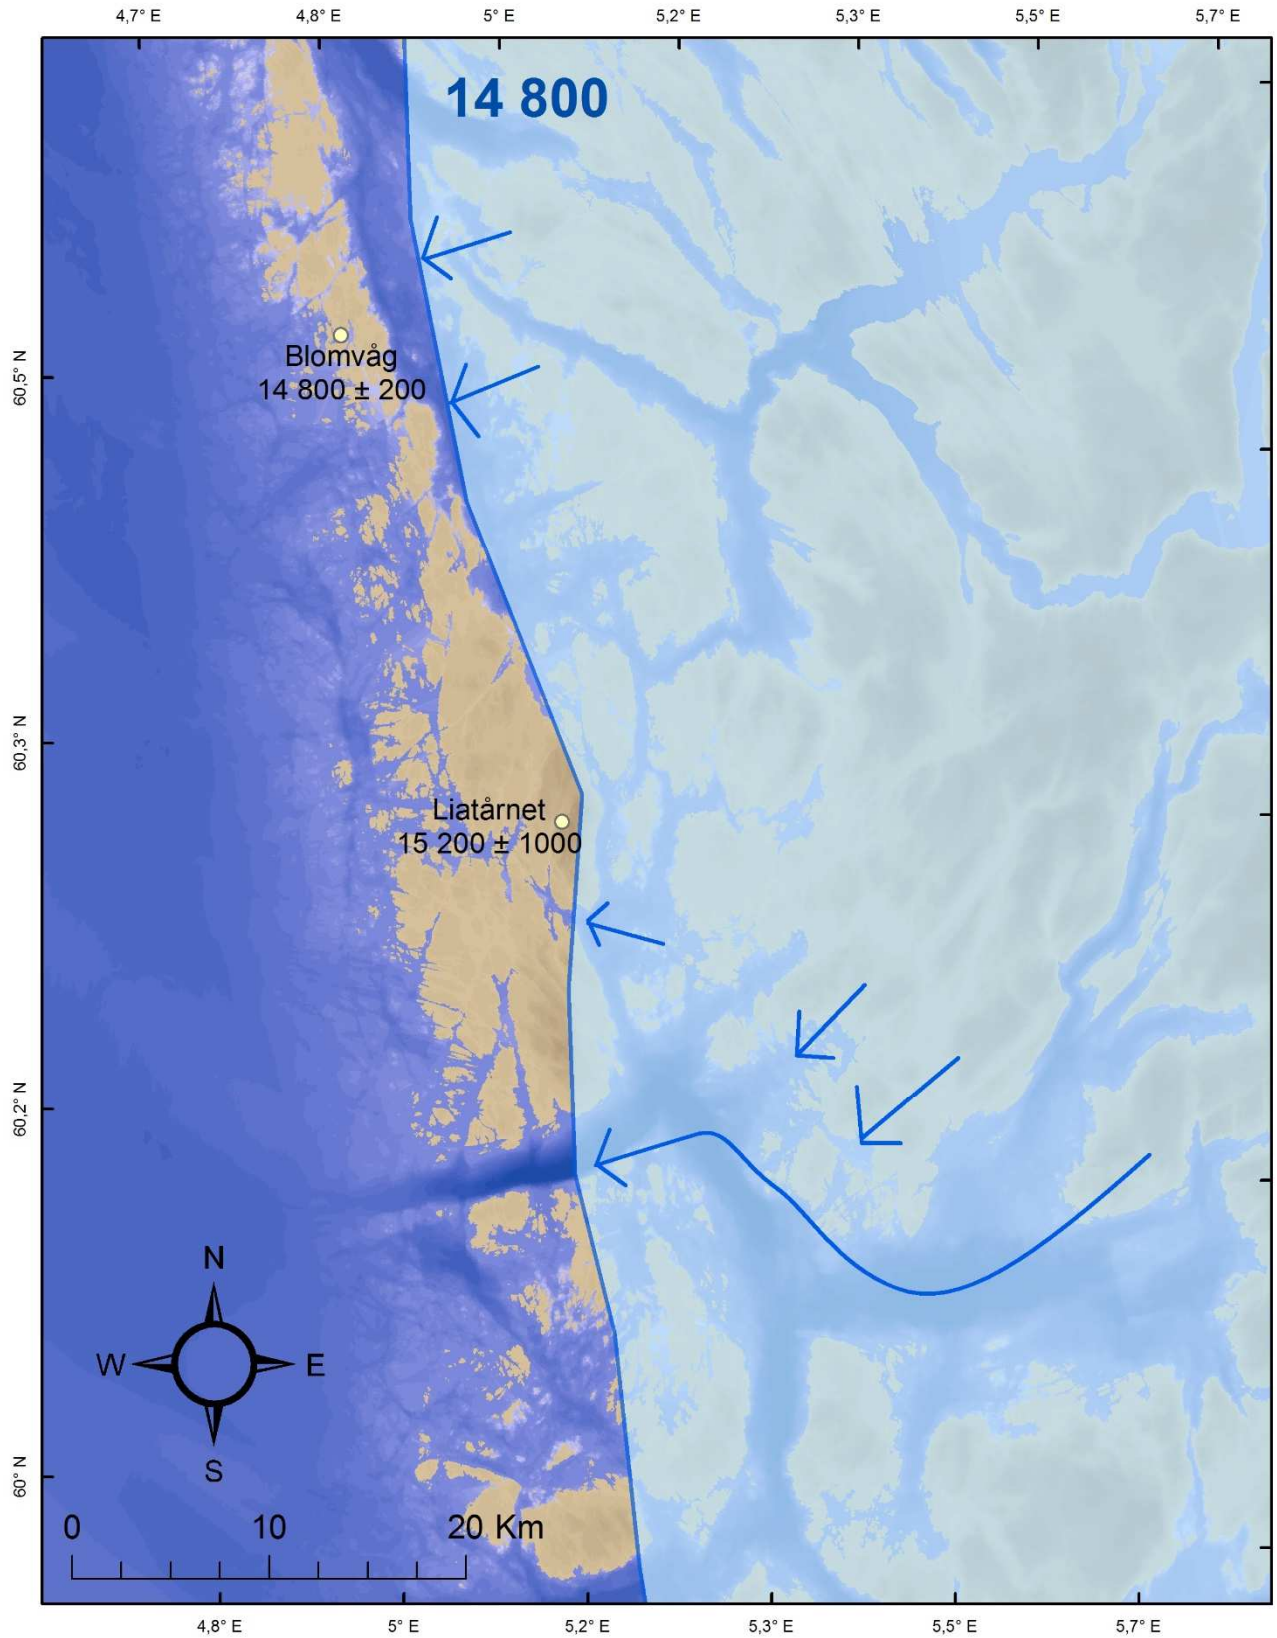 4,7° E
4,8° E
5° E
5,2° E
5,3° E
5,5° E
5,7° E
14 800
Blomvåg
14 800 ± 200
60,5° N
60,3° N
Liatårnet
15 200 ± 1000
60,2° N
N
W
E
S
60° N
0
10
20 Km
4,8° E
5° E
5,2° E
5,3° E
5,5° E
5,7° E